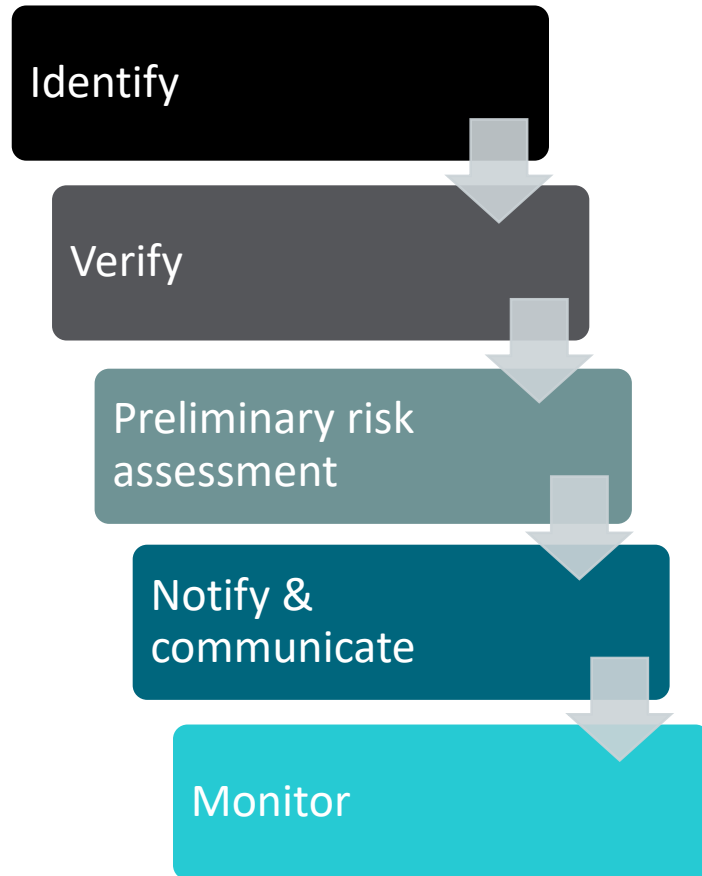 Identify
Verify
Preliminary risk
assessment
Notify &
communicate
Monitor